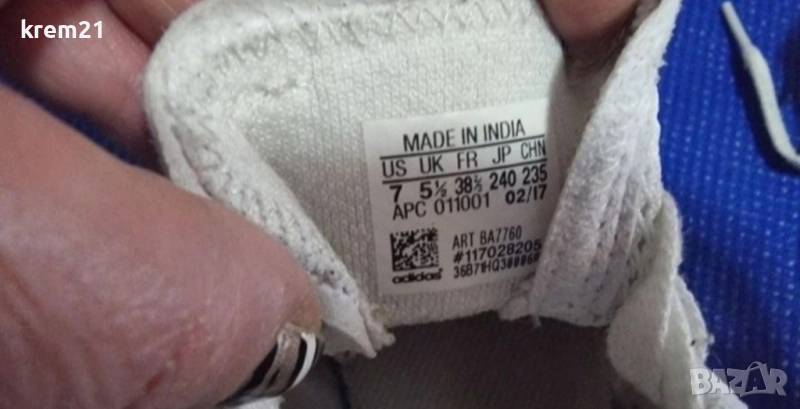 krem21
MADE IN INDIA
US UK FR JP CHN
7 5½ 38⅔ 240 235
APC 011001 02/17
ART BA7760
#117028205
adidas
BAZAR